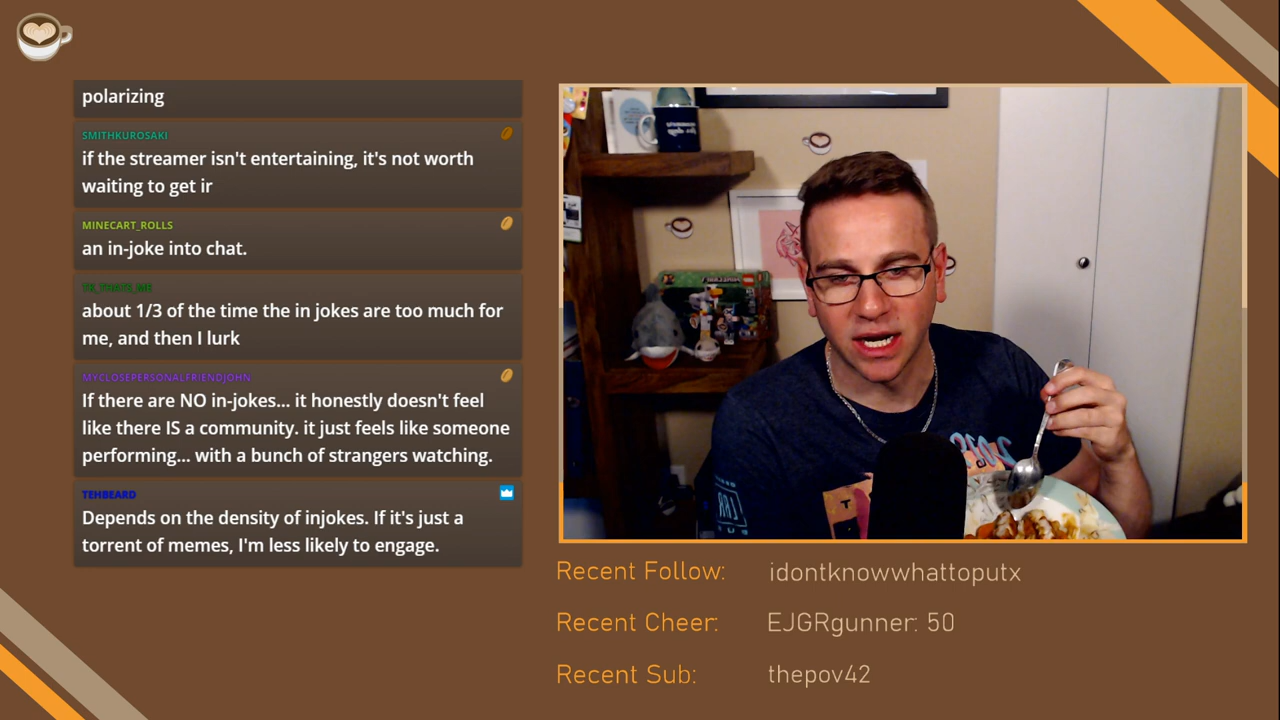 polarizing
SMITHKUROSAKI
if the streamer isn't entertaining, it's not worth
waiting to get ir
MINECART_ROLLS
an in-joke into chat.
TK_THATS_ME
about 1/3 of the time the in jokes are too much for
me, and then I lurk
MYCLOSEPERSONALFRIENDJOHN
If there are NO in-jokes... it honestly doesn't feel
like there IS a community. it just feels like someone
performing... with a bunch of strangers watching.
TEHBEARD
Depends on the density of injokes. If it's just a
torrent of memes, I'm less likely to engage.
MINECRAFT
LEGO
Recent Follow: idontknowwhattoputx
Recent Cheer: EJGRgunner: 50
Recent Sub: thepov42